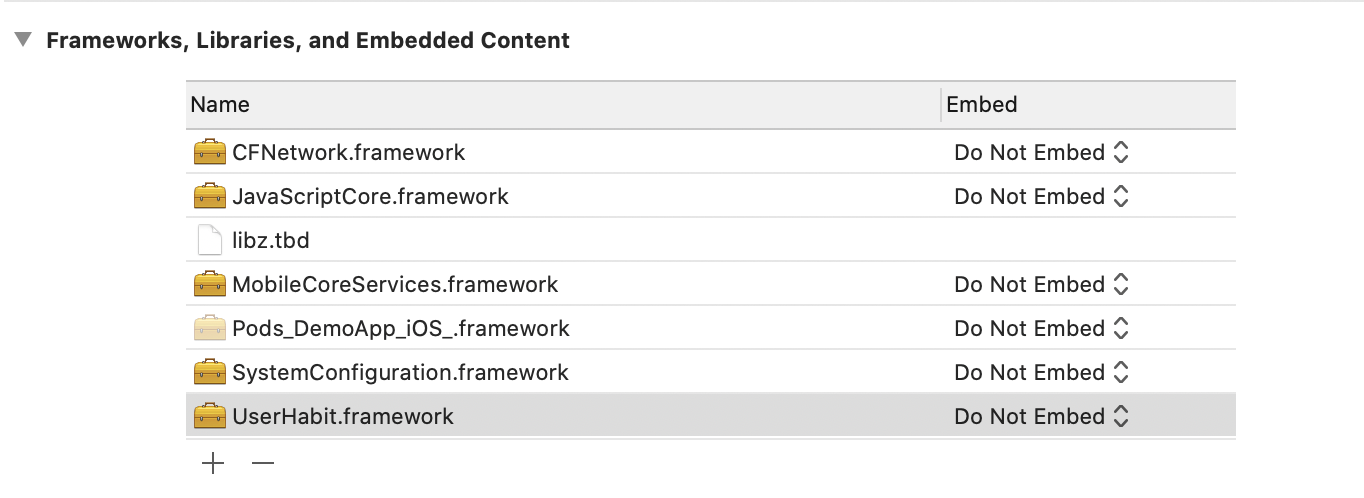 Frameworks, Libraries, and Embedded Content
Name Embed
CFNetwork.framework Do Not Embed
JavaScriptCore.framework Do Not Embed
libz.tbd
MobileCoreServices.framework Do Not Embed
Pods_DemoApp_iOS_.framework Do Not Embed
SystemConfiguration.framework Do Not Embed
UserHabit.framework Do Not Embed